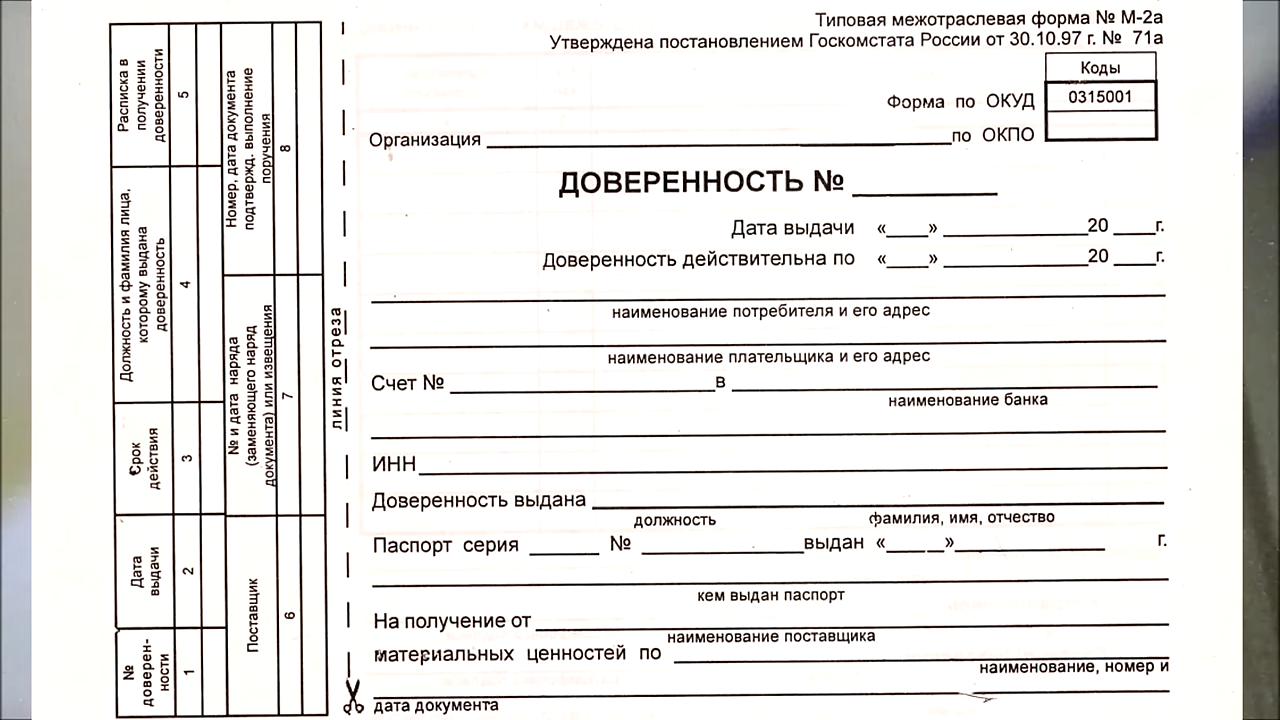 Типовая межотраслевая форма № М-2а
Утверждена постановлением Госкомстата России от 30.10.97 г. № 71а
Коды
Форма по ОКУД 0315001
Организация по ОКПО
ДОВЕРЕННОСТЬ №
Дата выдачи «____» 20 ____г.
Доверенность действительна по «____» 20 ____г.
наименование потребителя и его адрес
наименование плательщика и его адрес
Счет № в
наименование банка
ИНН
Доверенность выдана
должность фамилия, имя, отчество
Паспорт серия № выдан «____» г.
кем выдан паспорт
На получение от
наименование поставщика
материальных ценностей по
наименование, номер и
дата документа
линия отреза
№
доверен-
ности
1
Дата
выдачи
2
Срок
действия
3
Должность и фамилия лица,
которому выдана
доверенность
4
Расписка в
получении
доверенности
5
Поставщик
6
№ и дата наряда
(заменяющего наряд
документа) или извещения
7
Номер, дата документа
подтвержд. выполнение
поручения
8